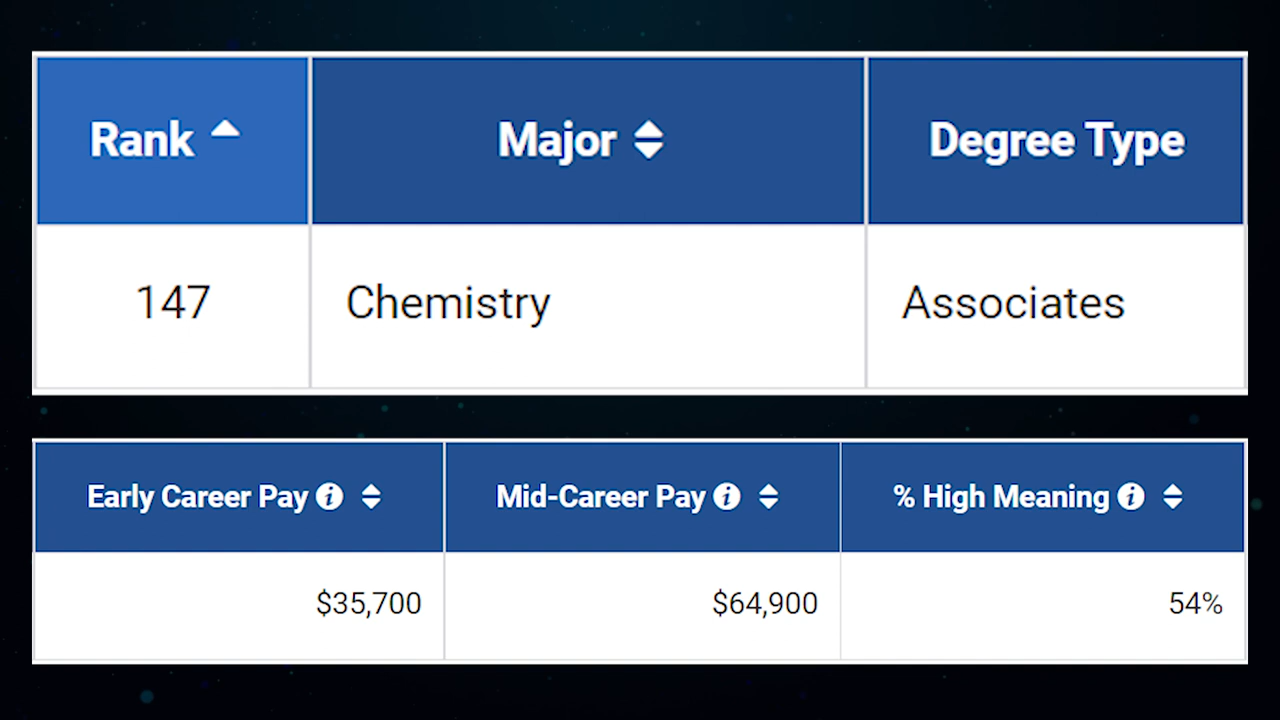 Rank Major Degree Type
147 Chemistry Associates
Early Career Pay Mid-Career Pay % High Meaning
$35,700 $64,900 54%